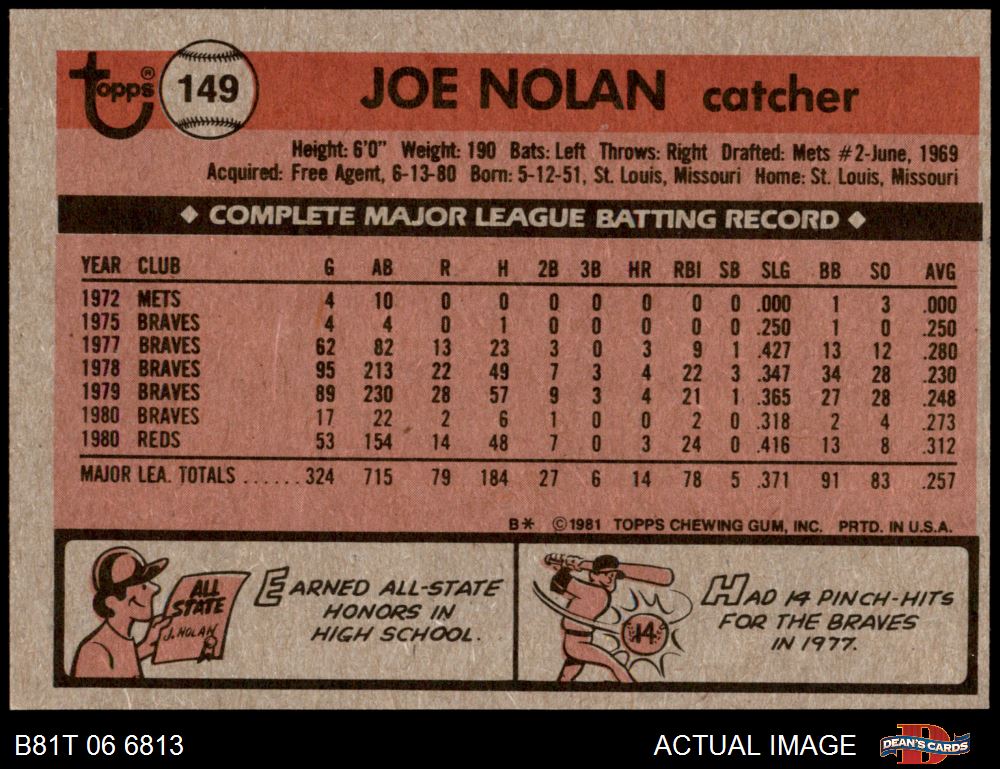 Topps® 149 JOE NOLAN catcher
Height: 6'0" Weight: 190 Bats: Left Throws: Right Drafted: Mets #2-June, 1969
Acquired: Free Agent, 6-13-80 Born: 5-12-51, St. Louis, Missouri Home: St. Louis, Missouri
◆ COMPLETE MAJOR LEAGUE BATTING RECORD ◆
YEAR CLUB G AB R H 2B 3B HR RBI SB SLG BB SO AVG
1972 METS 4 10 0 0 0 0 0 0 0 .000 1 3 .000
1975 BRAVES 4 4 0 1 0 0 0 0 0 .250 1 0 .250
1977 BRAVES 62 82 13 23 3 0 3 9 1 .427 13 12 .280
1978 BRAVES 95 213 22 49 7 3 4 22 3 .347 34 28 .230
1979 BRAVES 89 230 28 57 9 3 4 21 1 .365 27 28 .248
1980 BRAVES 17 22 2 6 1 0 0 2 0 .318 2 4 .273
1980 REDS 53 154 14 48 7 0 3 24 0 .416 13 8 .312
MAJOR LEA. TOTALS ......324 715 79 184 27 6 14 78 5 .371 91 83 .257
B* ©1981 TOPPS CHEWING GUM, INC. PRTD. IN U.S.A.
ALL
STATE
J. NOLAN
EARNED ALL-STATE
HONORS IN
HIGH SCHOOL.
14
HAD 14 PINCH-HITS
FOR THE BRAVES
IN 1977.
B81T 06 6813 ACTUAL IMAGE DEAN'S CARDS